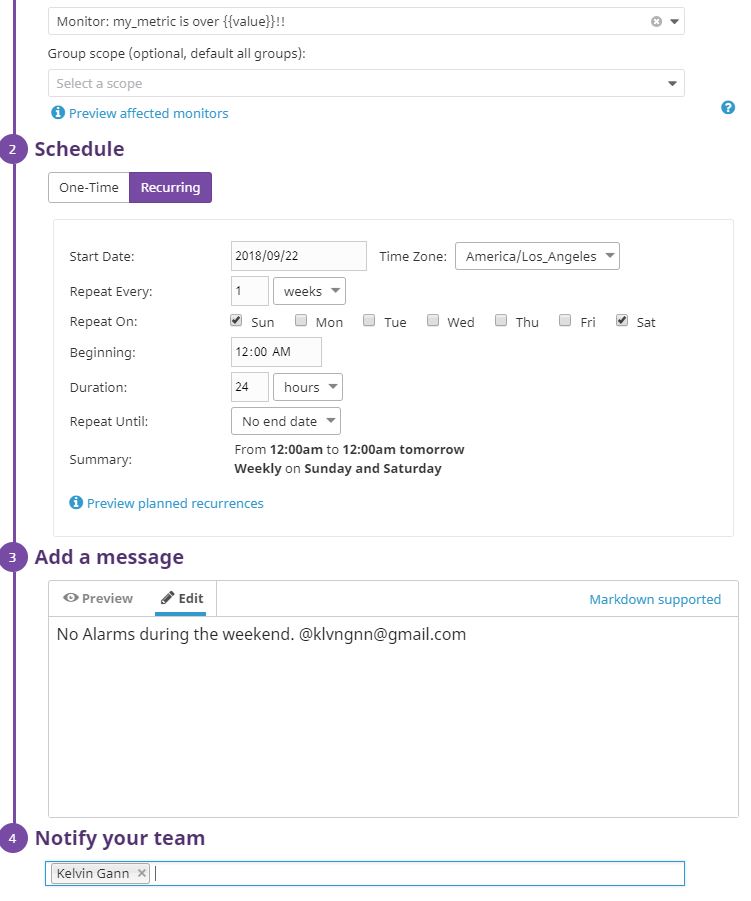 Monitor: my_metric is over {{value}}!!
Group scope (optional, default all groups):
Select a scope
Preview affected monitors
2 Schedule
One-Time Recurring
Start Date: 2018/09/22 Time Zone: America/Los_Angeles
Repeat Every: 1 weeks
Repeat On: Sun Mon Tue Wed Thu Fri Sat
Beginning: 12:00 AM
Duration: 24 hours
Repeat Until: No end date
Summary: From 12:00am to 12:00am tomorrow
Weekly on Sunday and Saturday
Preview planned recurrences
3 Add a message
Preview Edit Markdown supported
No Alarms during the weekend. @klvngnn@gmail.com
4 Notify your team
Kelvin Gann ×